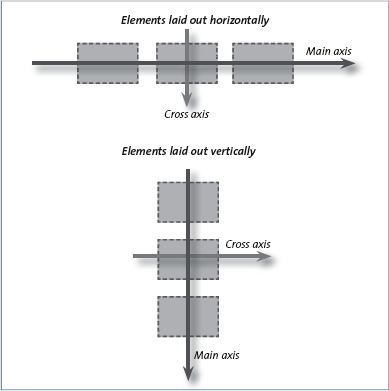 Elements laid out horizontally
Main axis
Cross axis
Elements laid out vertically
Cross axis
Main axis